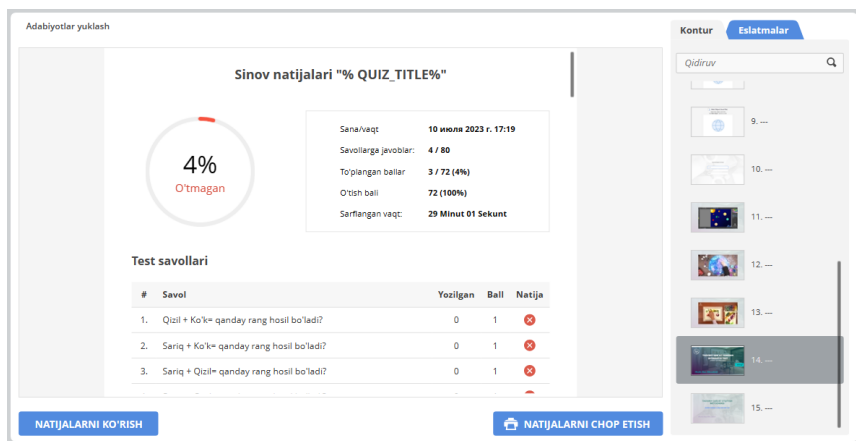 Adabiyotlar yuklash
Sinov natijalari "% QUIZ_TITLE%"
4%
O'tmagan
Sana/vaqt 10 июля 2023 г. 17:19
Savollarga javoblar: 4 / 80
To'plangan ballar 3 / 72 (4%)
O'tish bali 72 (100%)
Sarflangan vaqt: 29 Minut 01 Sekunt
Test savollari
# Savol Yozilgan Ball Natija
1. Qizil + Ko'k= qanday rang hosil bo'ladi? 0 1
2. Sariq + Ko'k= qanday rang hosil bo'ladi? 0 1
3. Sariq + Qizil= qanday rang hosil bo'ladi? 0 1
NATIJALARNI KO'RISH
NATIJALARNI CHOP ETISH
Kontur Eslatmalar
Qidiruv
9. ---
10. ---
11. ---
12. ---
13. ---
14. ---
15. ---